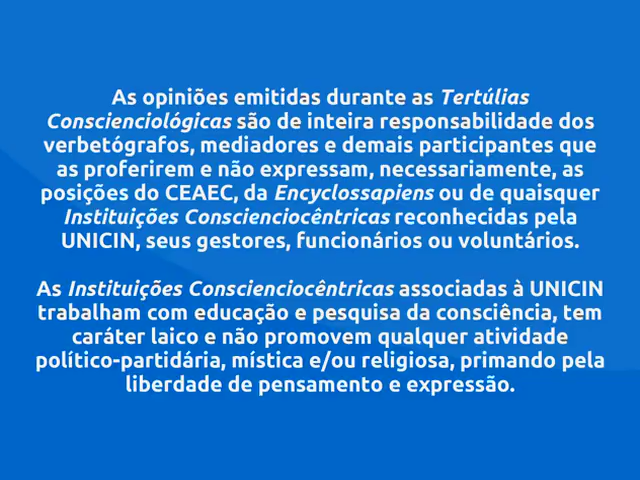 As opiniões emitidas durante as Tertúlias
Conscienciológicas são de inteira responsabilidade dos
verbetógrafos, mediadores e demais participantes que
as proferirem e não expressam, necessariamente, as
posições do CEAEC, da Encyclossapiens ou de quaisquer
Instituições Conscienciocêntricas reconhecidas pela
UNICIN, seus gestores, funcionários ou voluntários.
As Instituições Conscienciocêntricas associadas à UNICIN
trabalham com educação e pesquisa da consciência, tem
caráter laico e não promovem qualquer atividade
político-partidária, mística e/ou religiosa, primando pela
liberdade de pensamento e expressão.